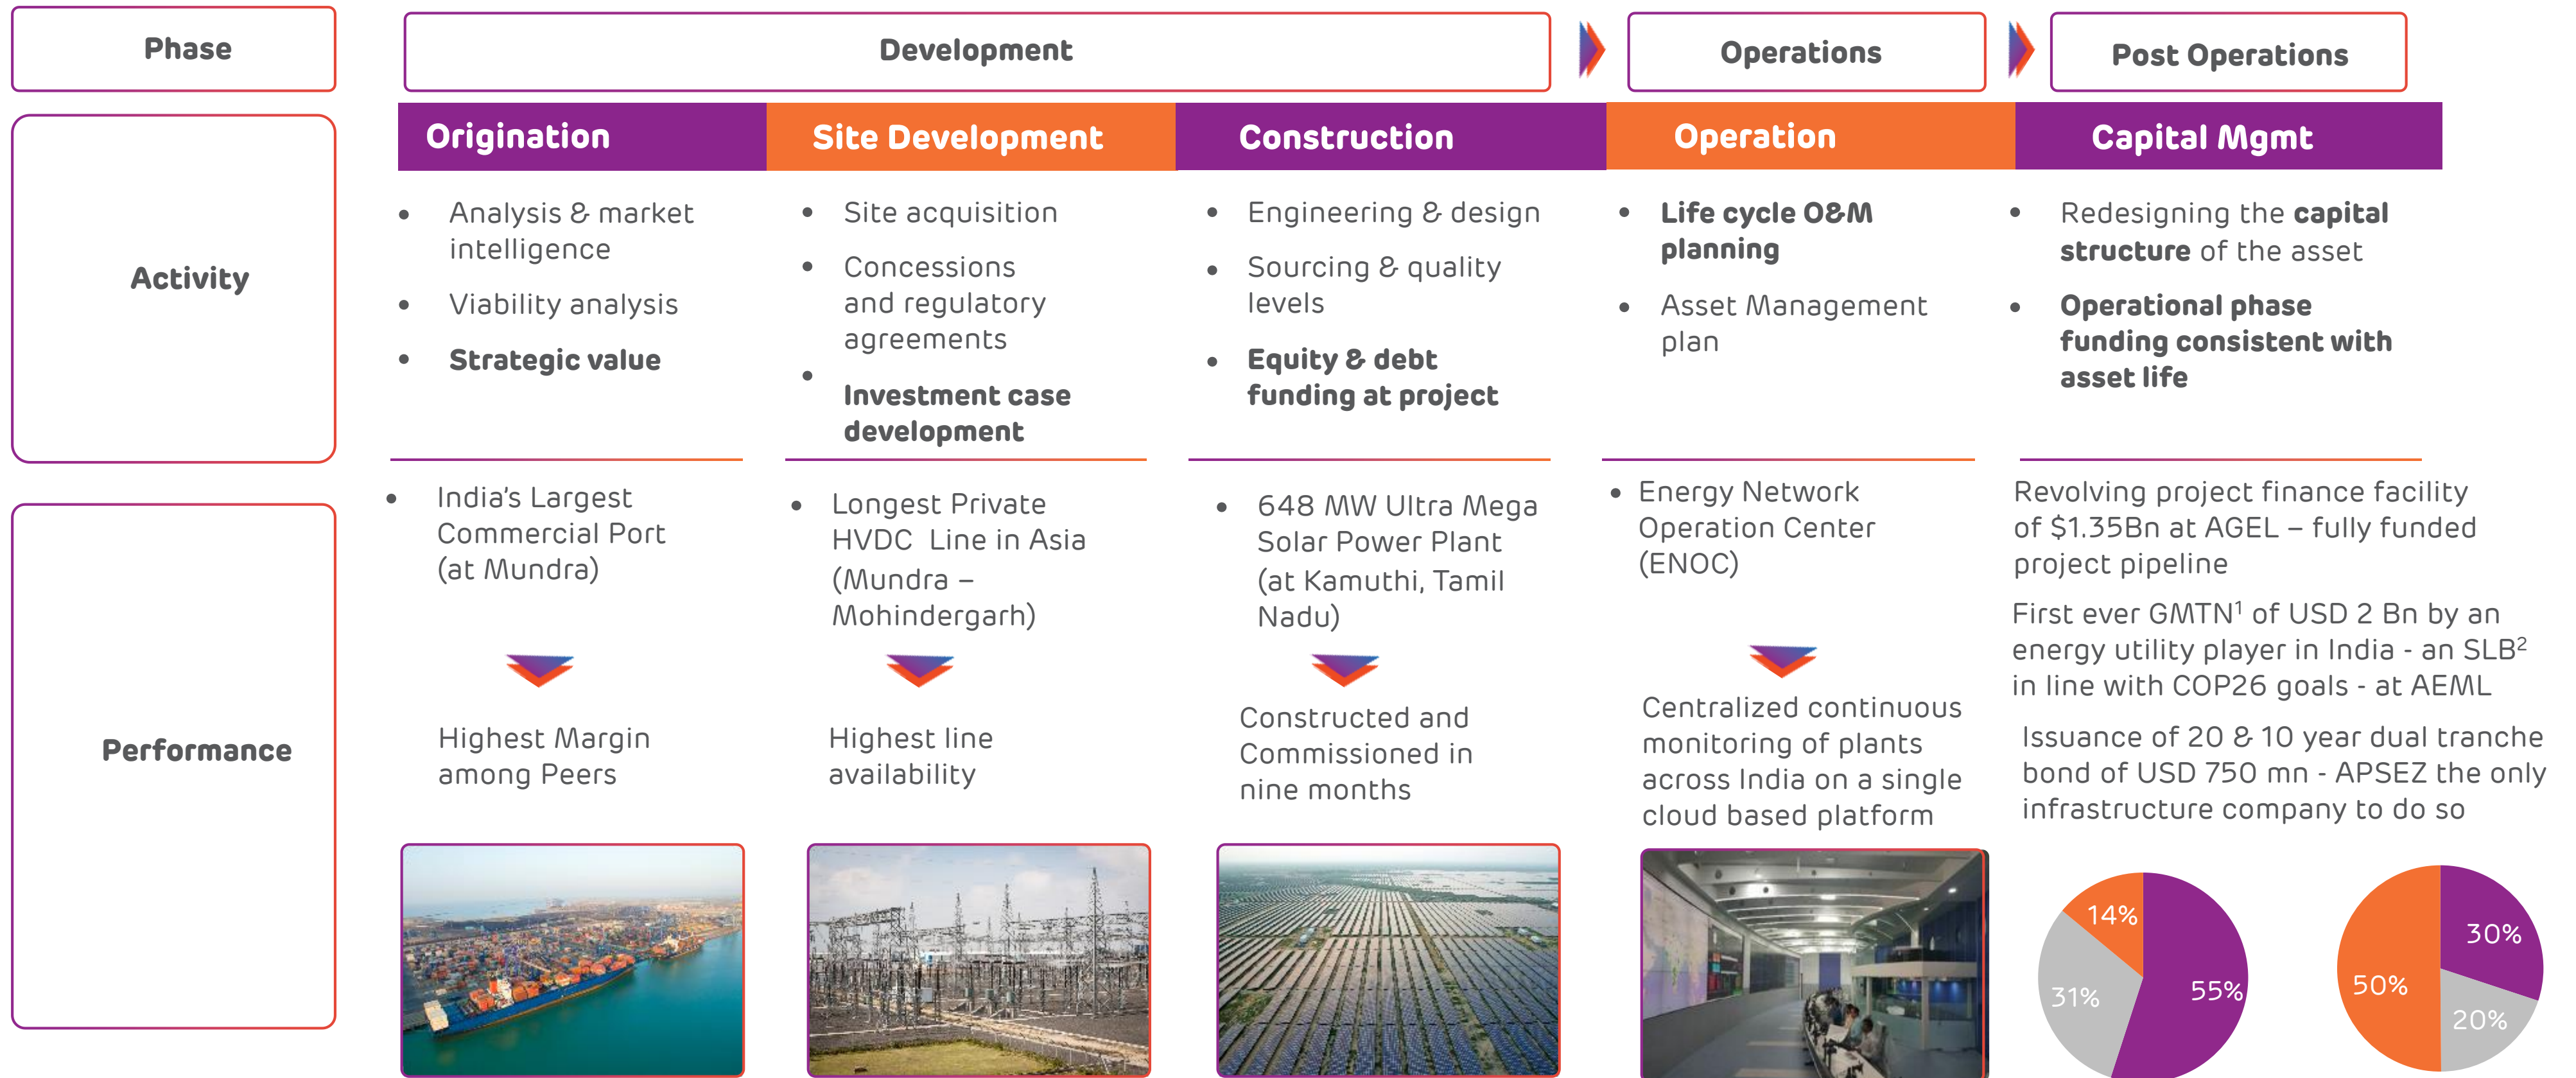 Phase
Development
Operations
Post Operations
Activity
Origination
Site Development
Construction
Operation
Capital Mgmt
• Analysis & market
intelligence
• Viability analysis
• Strategic value
• Site acquisition
• Concessions
and regulatory
agreements
• Investment case
development
• Engineering & design
• Sourcing & quality
levels
• Equity & debt
funding at project
• Life cycle O&M
planning
• Asset Management
plan
• Redesigning the capital
structure of the asset
• Operational phase
funding consistent with
asset life
Performance
• India's Largest
Commercial Port
(at Mundra)
Highest Margin
among Peers
• Longest Private
HVDC Line in Asia
(Mundra –
Mohindergarh)
Highest line
availability
• 648 MW Ultra Mega
Solar Power Plant
(at Kamuthi, Tamil
Nadu)
Constructed and
Commissioned in
nine months
• Energy Network
Operation Center
(ENOC)
Centralized continuous
monitoring of plants
across India on a single
cloud based platform
Revolving project finance facility
of $1.35Bn at AGEL – fully funded
project pipeline
First ever GMTN¹ of USD 2 Bn by an
energy utility player in India - an SLB²
in line with COP26 goals - at AEML
Issuance of 20 & 10 year dual tranche
bond of USD 750 mn - APSEZ the only
infrastructure company to do so
14%
31%
55%
50%
30%
20%